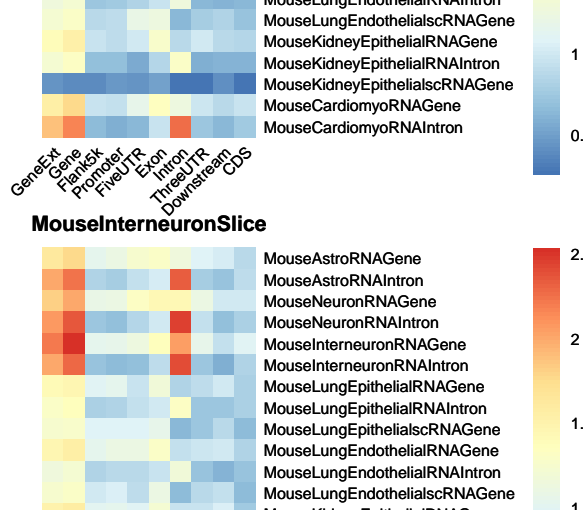 MouseLungEndothelialRNAIntron
MouseLungEndothelialscRNAGene
MouseKidneyEpithelialRNAGene
MouseKidneyEpithelialRNAIntron
MouseKidneyEpithelialscRNAGene
MouseCardiomyoRNAGene
MouseCardiomyoRNAIntron
1
0.
GeneExt
Gene
Flank5k
Promoter
FiveUTR
Exon
Intron
ThreeUTR
Downstream
CDS
MouseInterneuronSlice
MouseAstroRNAGene
MouseAstroRNAIntron
MouseNeuronRNAGene
MouseNeuronRNAIntron
MouseInterneuronRNAGene
MouseInterneuronRNAIntron
MouseLungEpithelialRNAGene
MouseLungEpithelialRNAIntron
MouseLungEpithelialscRNAGene
MouseLungEndothelialRNAGene
MouseLungEndothelialRNAIntron
MouseLungEndothelialscRNAGene
2.
2
1.
1